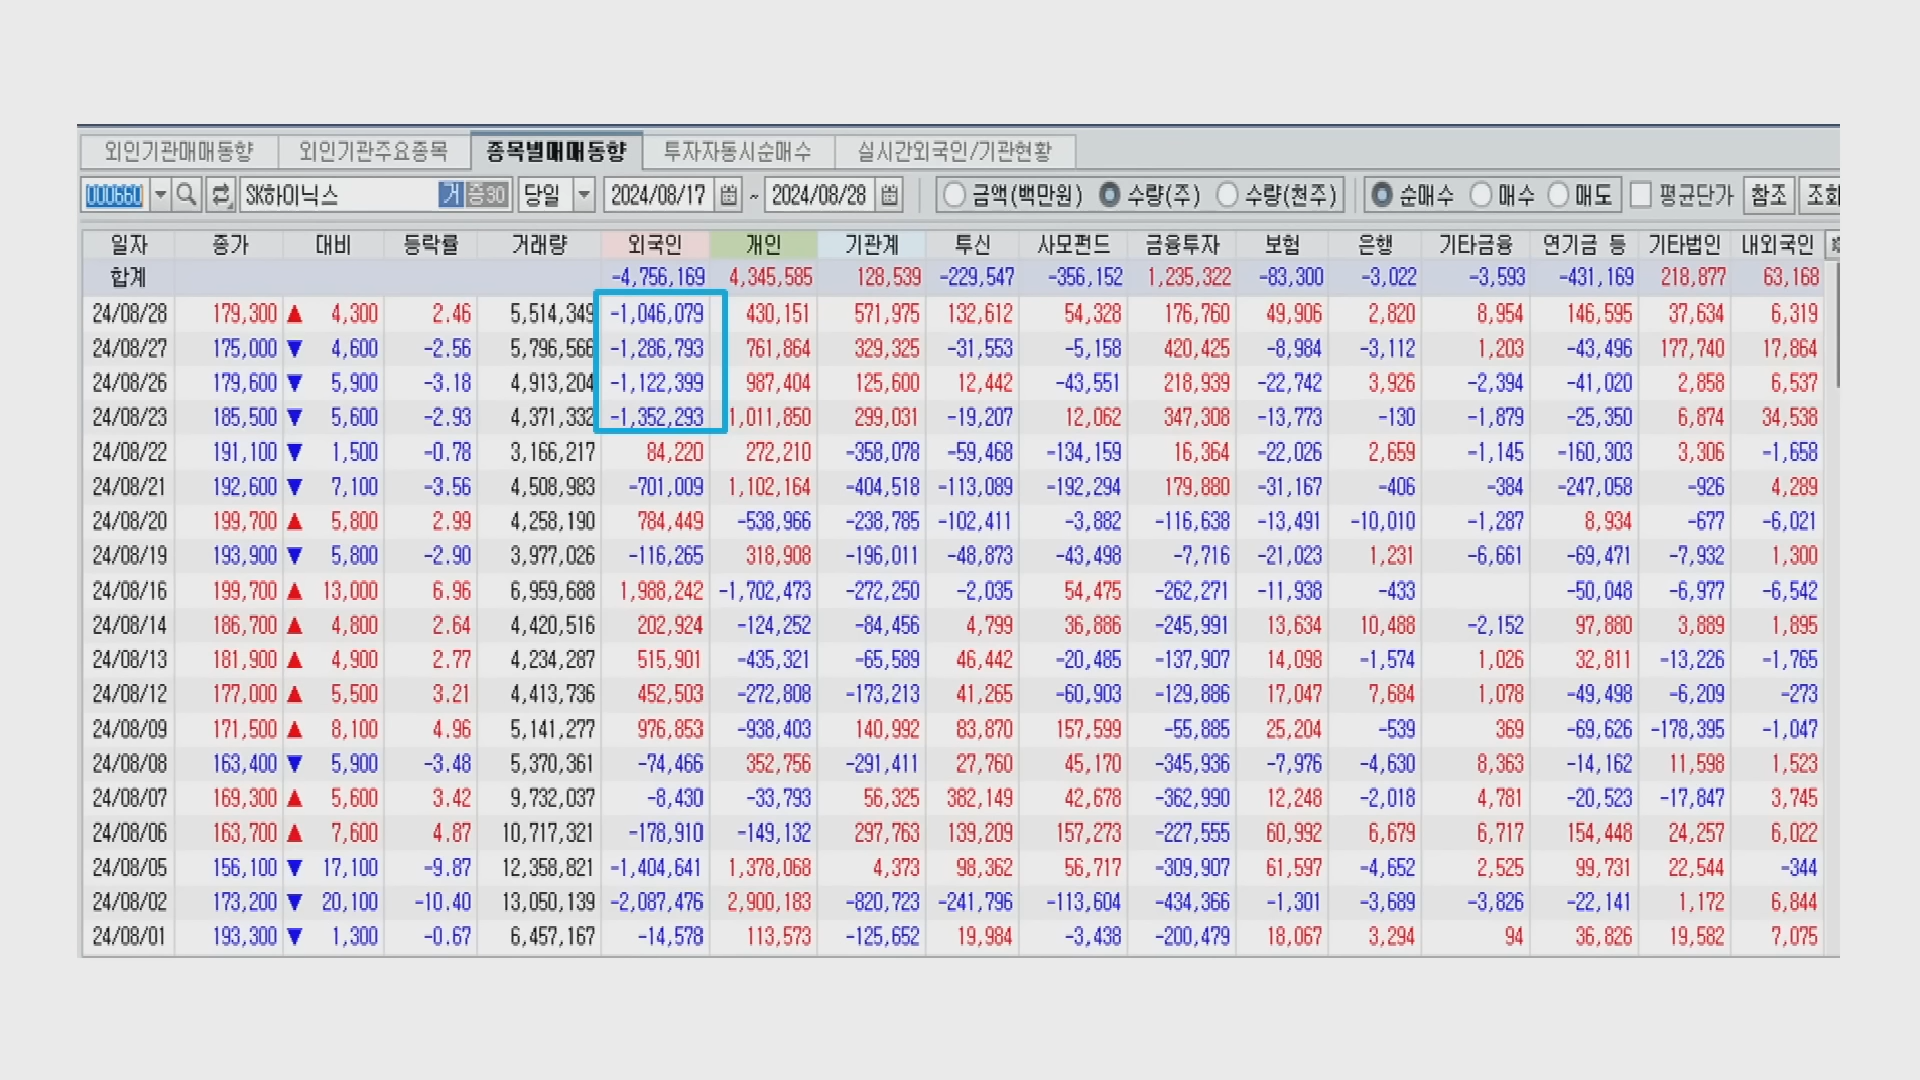 외인기관매매동향 외인기관주요종목 종목별매매동향 투자자동시순매수 실시간외국인/기관현황
000660 SK하이닉스 거 증30 당일 2024/08/17 ~ 2024/08/28 금액(백만원) 수량(주) 수량(천주) 순매수 매수 매도 평균단가 참조 조회
일자 종가 대비 등락률 거래량 외국인 개인 기관계 투신 사모펀드 금융투자 보험 은행 기타금융 연기금 등 기타법인 내외국인
합계 -4,756,169 4,345,585 128,539 -229,547 -356,152 1,235,322 -83,300 -3,022 -3,593 -431,169 218,877 63,168
24/08/28 179,300 ▲ 4,300 2.46 5,514,349 -1,046,079 430,151 571,975 132,612 54,328 176,760 49,906 2,820 8,954 146,595 37,634 6,319
24/08/27 175,000 ▼ 4,600 -2.56 5,796,566 -1,286,793 761,864 329,325 -31,553 -5,158 420,425 -8,984 -3,112 1,203 -43,496 177,740 17,864
24/08/26 179,600 ▼ 5,900 -3.18 4,913,204 -1,122,399 987,404 125,600 12,442 -43,551 218,939 -22,742 3,926 -2,394 -41,020 2,858 6,537
24/08/23 185,500 ▼ 5,600 -2.93 4,371,332 -1,352,293 1,011,850 299,031 -19,207 12,062 347,308 -13,773 -130 -1,879 -25,350 6,874 34,538
24/08/22 191,100 ▼ 1,500 -0.78 3,166,217 84,220 272,210 -358,078 -59,468 -134,159 16,364 -22,026 2,659 -1,145 -160,303 3,306 -1,658
24/08/21 192,600 ▼ 7,100 -3.56 4,508,983 -701,009 1,102,164 -404,518 -113,089 -192,294 179,880 -31,167 -406 -384 -247,058 -926 4,289
24/08/20 199,700 ▲ 5,800 2.99 4,258,190 784,449 -538,966 -238,785 -102,411 -3,882 -116,638 -13,491 -10,010 -1,287 8,934 -677 -6,021
24/08/19 193,900 ▼ 5,800 -2.90 3,977,026 -116,265 318,908 -196,011 -48,873 -43,498 -7,716 -21,023 1,231 -6,661 -69,471 -7,932 1,300
24/08/16 199,700 ▲ 13,000 6.96 6,959,688 1,988,242 -1,702,473 -272,250 -2,035 54,475 -262,271 -11,938 -433 -50,048 -6,977 -6,542
24/08/14 186,700 ▲ 4,800 2.64 4,420,516 202,924 -124,252 -84,456 4,799 36,886 -245,991 13,634 10,488 -2,152 97,880 3,889 1,895
24/08/13 181,900 ▲ 4,900 2.77 4,234,287 515,901 -435,321 -65,589 46,442 -20,485 -137,907 14,098 -1,574 1,026 32,811 -13,226 -1,765
24/08/12 177,000 ▲ 5,500 3.21 4,413,736 452,503 -272,808 -173,213 41,265 -60,903 -129,886 17,047 7,684 1,078 -49,498 -6,209 -273
24/08/09 171,500 ▲ 8,100 4.96 5,141,277 976,853 -938,403 140,992 83,870 157,599 -55,885 25,204 -539 369 -69,626 -178,395 -1,047
24/08/08 163,400 ▼ 5,900 -3.48 5,370,361 -74,466 352,756 -291,411 27,760 45,170 -345,936 -7,976 -4,630 8,363 -14,162 11,598 1,523
24/08/07 169,300 ▲ 5,600 3.42 9,732,037 -8,430 -33,793 56,325 382,149 42,678 -362,990 12,248 -2,018 4,781 -20,523 -17,847 3,745
24/08/06 163,700 ▲ 7,600 4.87 10,717,321 -178,910 -149,132 297,763 139,209 157,273 -227,555 60,992 6,679 6,717 154,448 24,257 6,022
24/08/05 156,100 ▼ 17,100 -9.87 12,358,821 -1,404,641 1,378,068 4,373 98,362 56,717 -309,907 61,597 -4,652 2,525 99,731 22,544 -344
24/08/02 173,200 ▼ 20,100 -10.40 13,050,139 -2,087,476 2,900,183 -820,723 -241,796 -113,604 -434,366 -1,301 -3,689 -3,826 -22,141 1,172 6,844
24/08/01 193,300 ▼ 1,300 -0.67 6,457,167 -14,578 113,573 -125,652 19,984 -3,438 -200,479 18,067 3,294 94 36,826 19,582 7,075